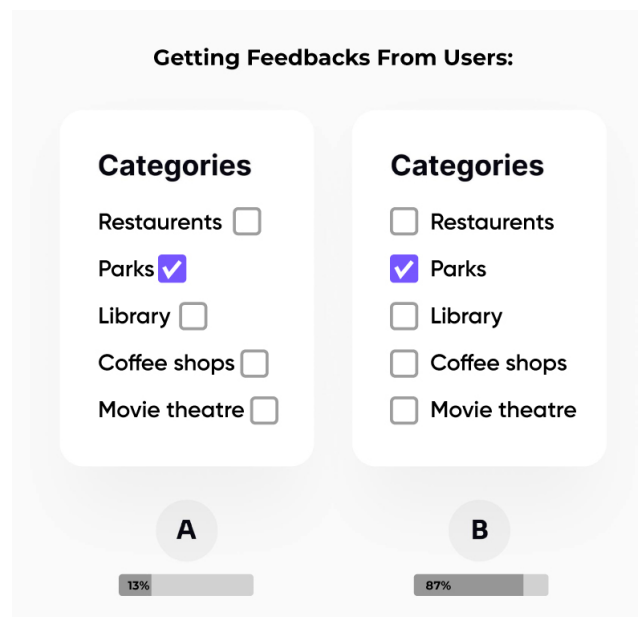 Getting Feedbacks From Users:
Categories
Restaurents
Parks
Library
Coffee shops
Movie theatre
A
13%
Categories
Restaurents
Parks
Library
Coffee shops
Movie theatre
B
87%